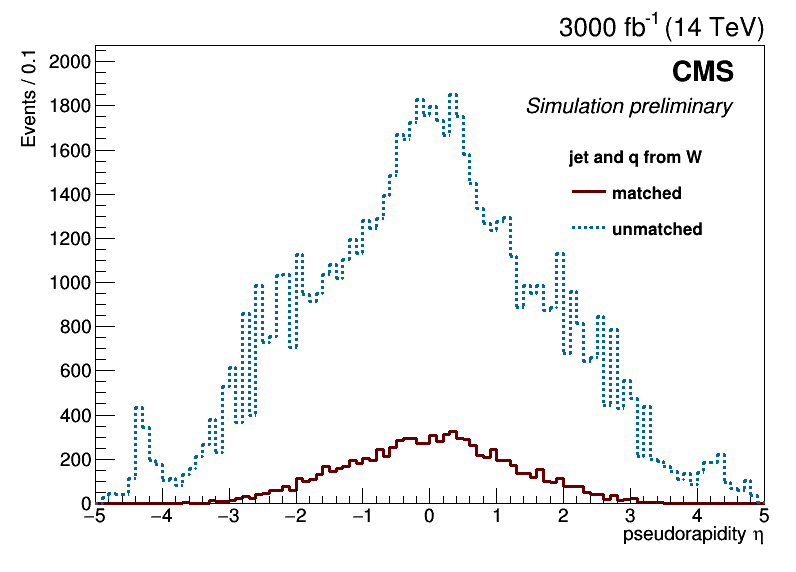 3000 fb⁻¹ (14 TeV)
Events / 0.1
2000
1800
1600
1400
1200
1000
800
600
400
200
0
CMS
Simulation preliminary
jet and q from W
matched
unmatched
−5 −4 −3 −2 −1 0 1 2 3 4 5
pseudorapidity η